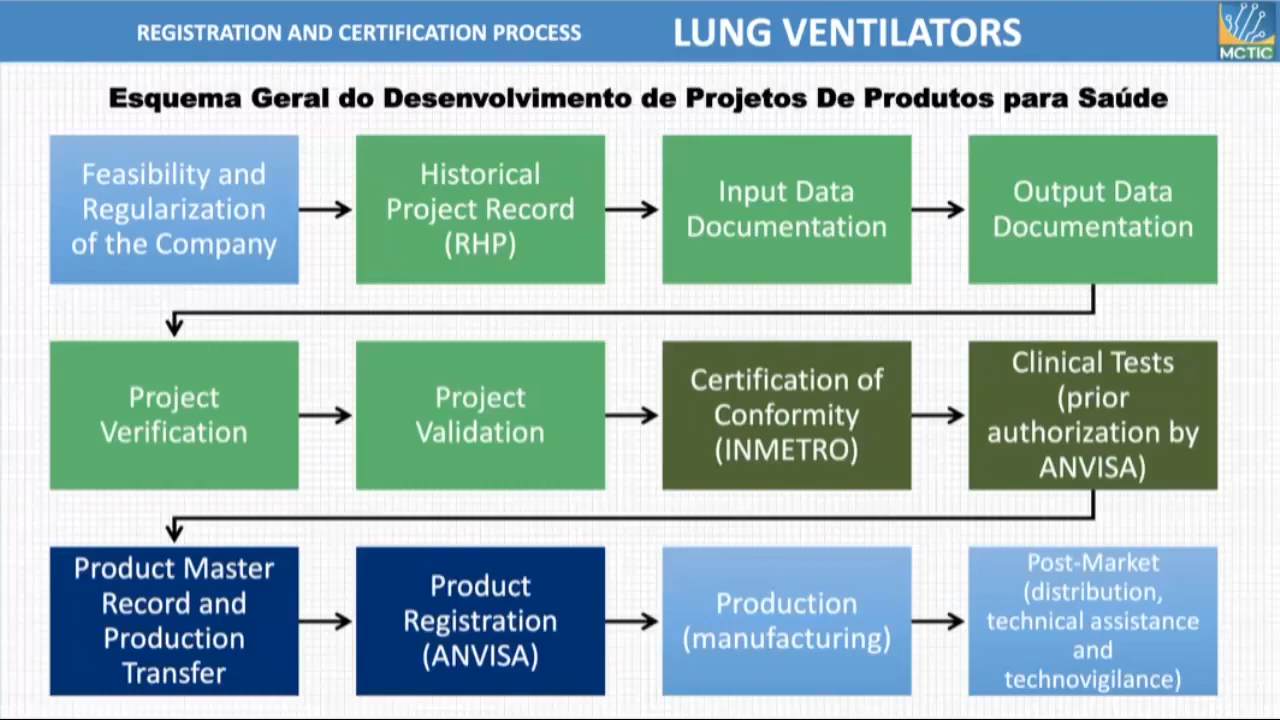 REGISTRATION AND CERTIFICATION PROCESS
LUNG VENTILATORS
MCTIC
Esquema Geral do Desenvolvimento de Projetos De Produtos para Saúde
Feasibility and
Regularization
of the Company
Historical
Project Record
(RHP)
Input Data
Documentation
Output Data
Documentation
Project
Verification
Project
Validation
Certification of
Conformity
(INMETRO)
Clinical Tests
(prior
authorization by
ANVISA)
Product Master
Record and
Production
Transfer
Product
Registration
(ANVISA)
Production
(manufacturing)
Post-Market
(distribution,
technical assistance
and
technovigilance)